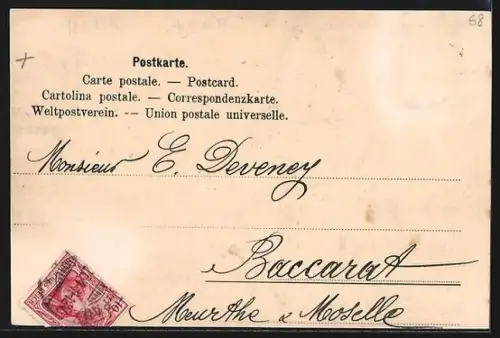 68
Postkarte.
Carte postale. — Postcard.
Cartolina postale. — Correspondenzkarte.
Weltpostverein. -- Union postale universelle.
Monsieur E. Deveney
Baccarat
Meurthe & Moselle